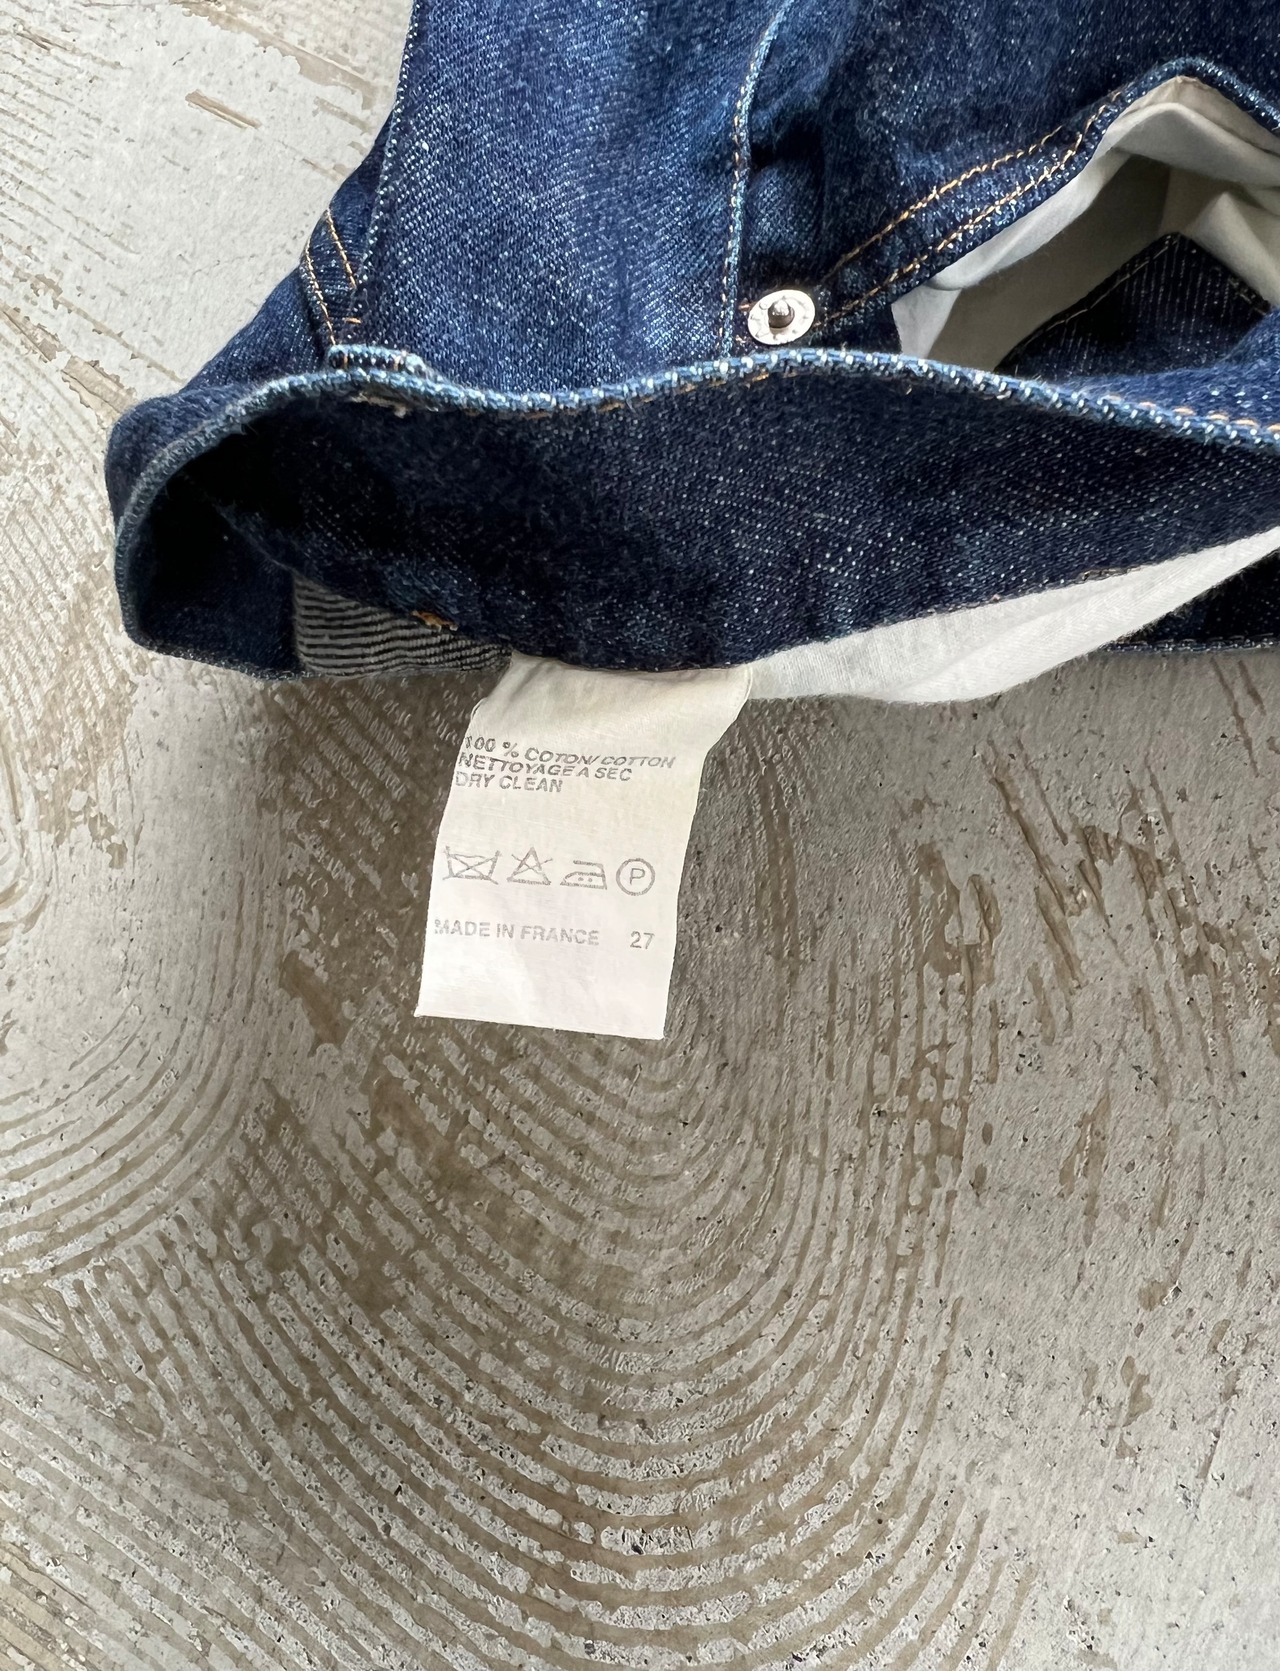 100 % COTON/COTTON
NETTOYAGE A SEC
DRY CLEAN
P
MADE IN FRANCE 27